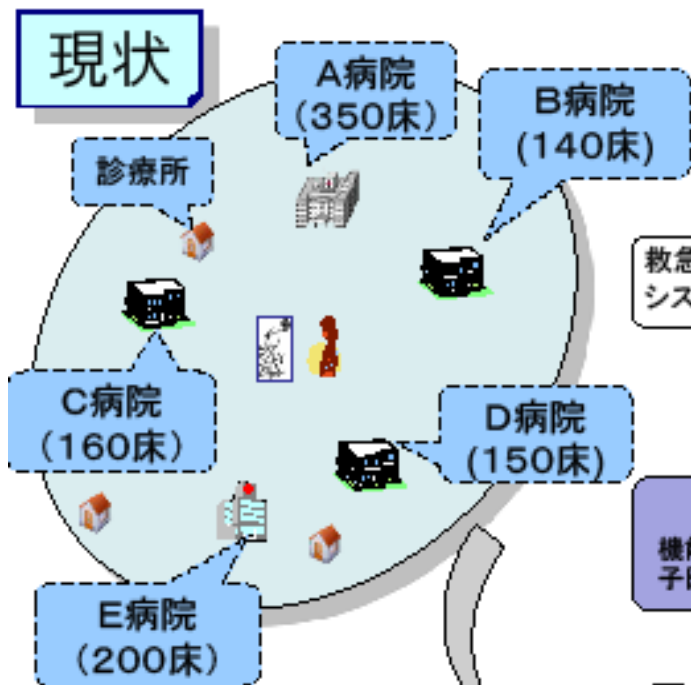 現状
A病院
（350床）
B病院
(140床)
診療所
救急
シス
C病院
（160床）
D病院
(150床)
機能
子
E病院
（200床）